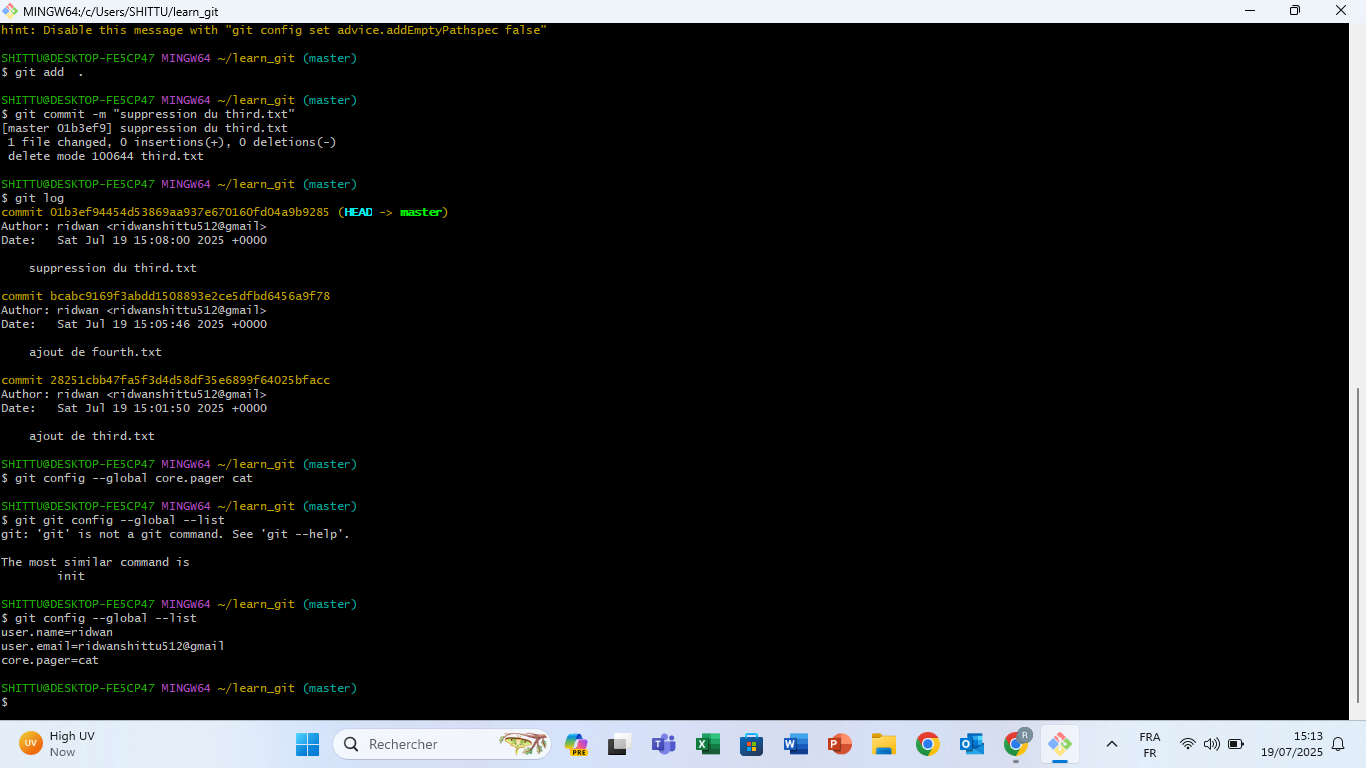 MINGW64:/c/Users/SHITTU/learn_git
hint: Disable this message with "git config set advice.addEmptyPathspec false"
SHITTU@DESKTOP-FE5CP47 MINGW64 ~/learn_git (master)
$ git add  .
SHITTU@DESKTOP-FE5CP47 MINGW64 ~/learn_git (master)
$ git commit -m "suppression du third.txt"
[master 01b3ef9] suppression du third.txt
 1 file changed, 0 insertions(+), 0 deletions(-)
 delete mode 100644 third.txt
SHITTU@DESKTOP-FE5CP47 MINGW64 ~/learn_git (master)
$ git log
commit 01b3ef94454d53869aa937e670160fd04a9b9285 (HEAD -> master)
Author: ridwan <ridwanshittu512@gmail>
Date:   Sat Jul 19 15:08:00 2025 +0000
    suppression du third.txt
commit bcabc9169f3abdd1508893e2ce5dfbd6456a9f78
Author: ridwan <ridwanshittu512@gmail>
Date:   Sat Jul 19 15:05:46 2025 +0000
    ajout de fourth.txt
commit 28251cbb47fa5f3d4d58df35e6899f64025bfacc
Author: ridwan <ridwanshittu512@gmail>
Date:   Sat Jul 19 15:01:50 2025 +0000
    ajout de third.txt
SHITTU@DESKTOP-FE5CP47 MINGW64 ~/learn_git (master)
$ git config --global core.pager cat
SHITTU@DESKTOP-FE5CP47 MINGW64 ~/learn_git (master)
$ git git config --global --list
git: 'git' is not a git command. See 'git --help'.
The most similar command is
        init
SHITTU@DESKTOP-FE5CP47 MINGW64 ~/learn_git (master)
$ git config --global --list
user.name=ridwan
user.email=ridwanshittu512@gmail
core.pager=cat
SHITTU@DESKTOP-FE5CP47 MINGW64 ~/learn_git (master)
$
UV
High UV
Now
Rechercher
PRE
R
FRA
FR
15:13
19/07/2025